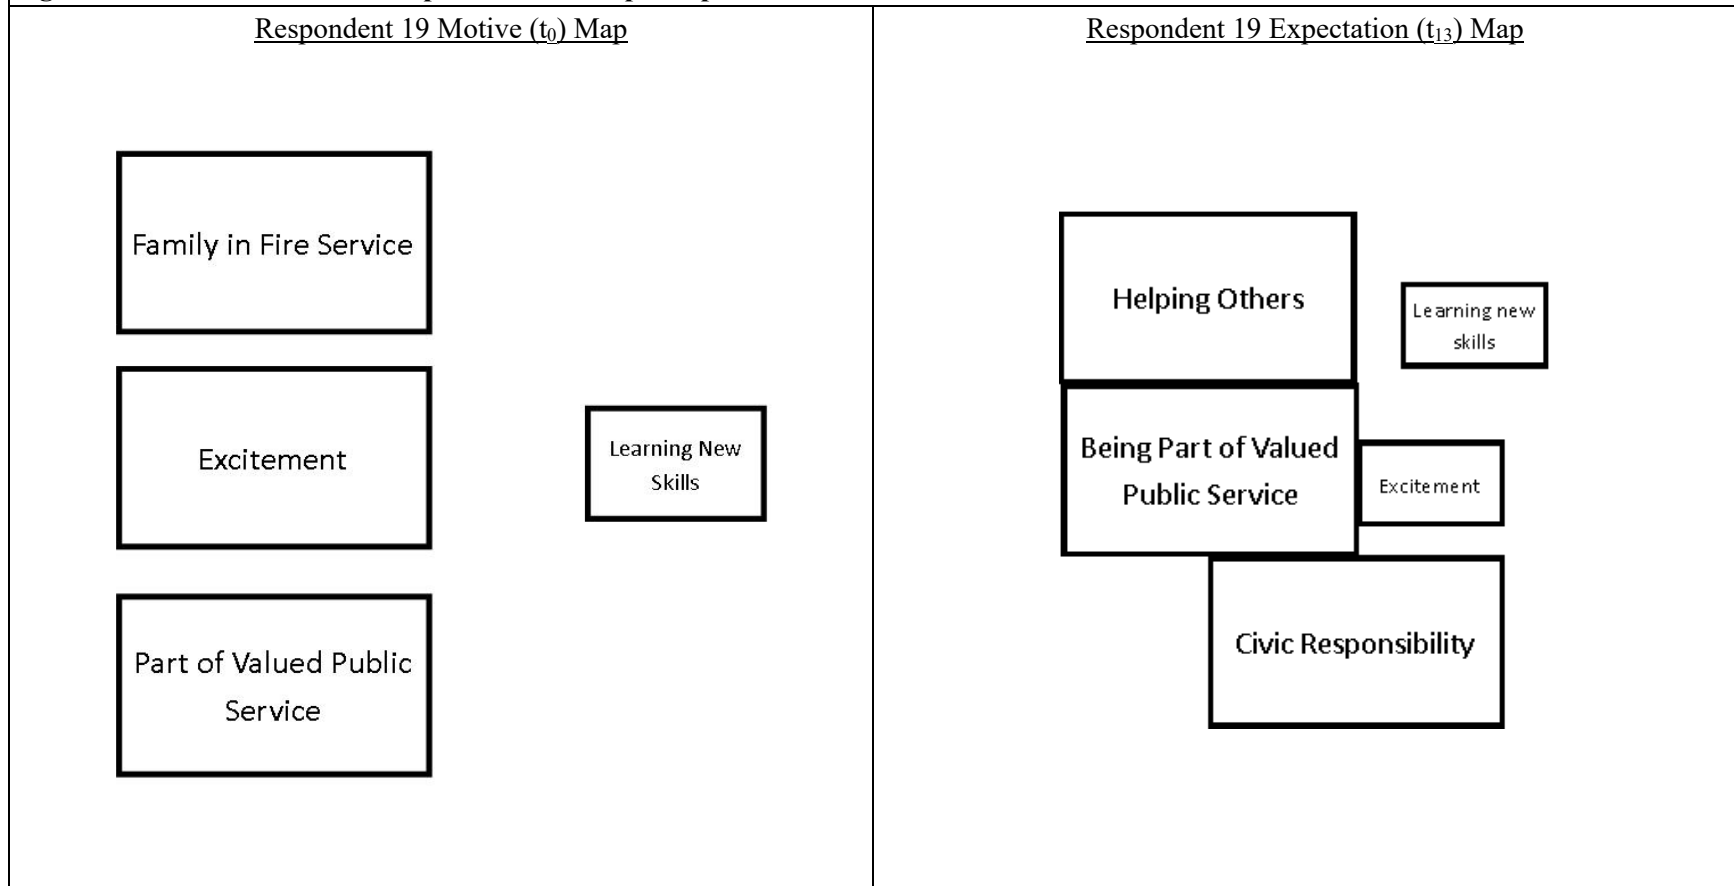 Respondent 19 Motive (t₀) Map
Family in Fire Service
Excitement
Learning New
Skills
Part of Valued Public
Service
Respondent 19 Expectation (t₁₃) Map
Helping Others
Learning new
skills
Being Part of Valued
Public Service
Excitement
Civic Responsibility